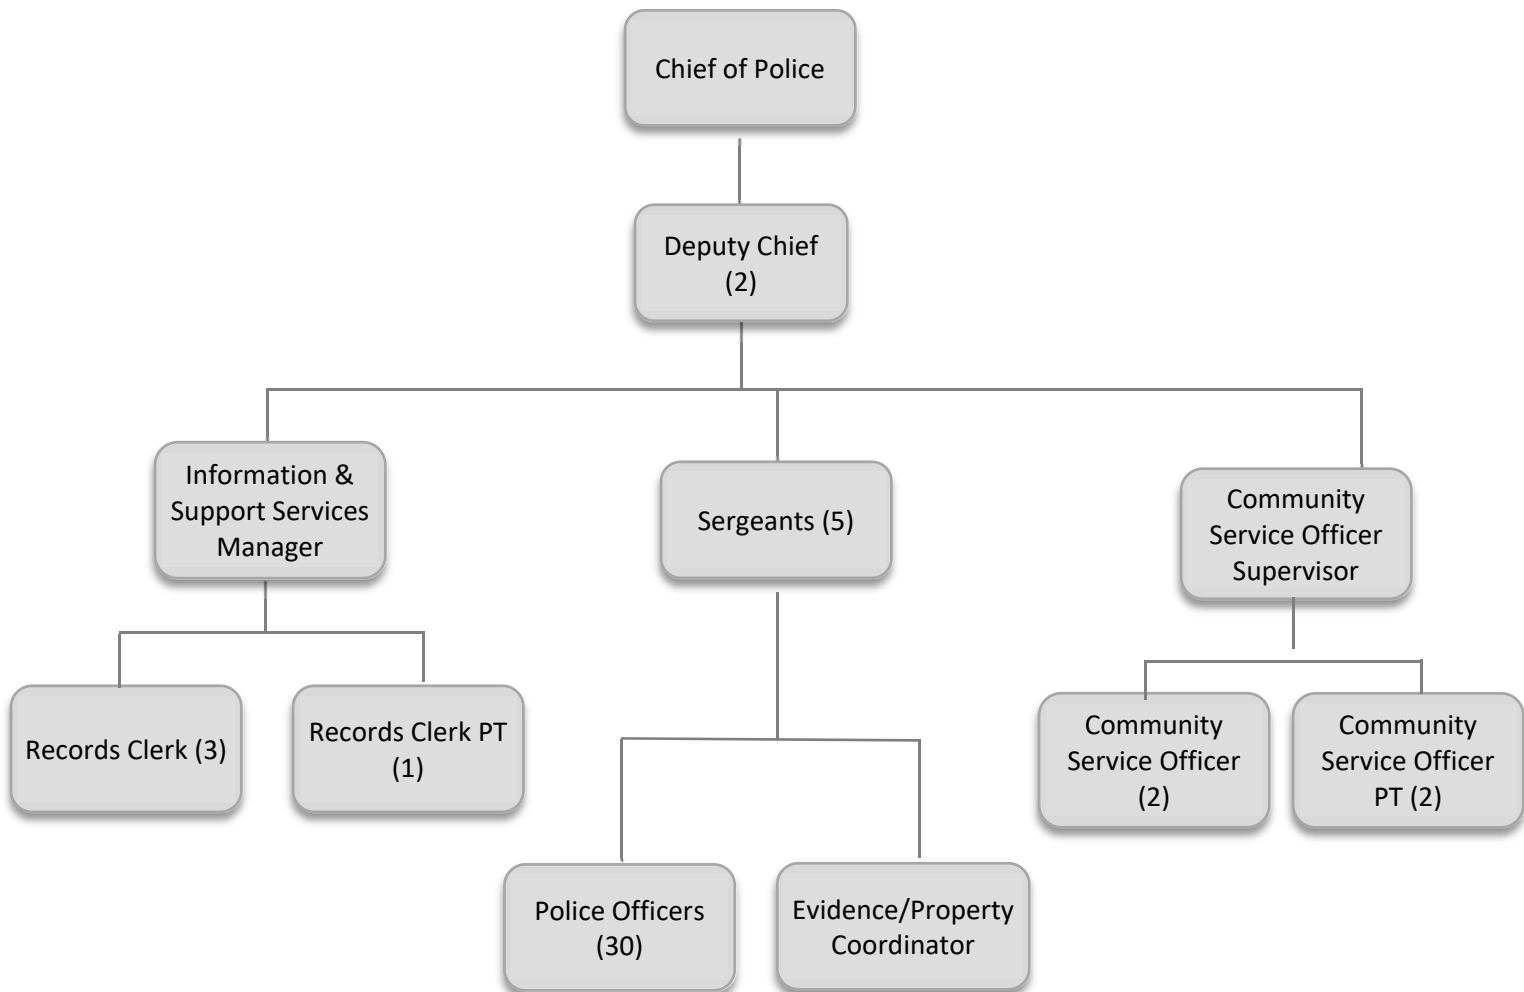 Chief of Police
Deputy Chief
(2)
Information &
Support Services
Manager
Sergeants (5)
Community
Service Officer
Supervisor
Records Clerk (3)
Records Clerk PT
(1)
Community
Service Officer
(2)
Community
Service Officer
PT (2)
Police Officers
(30)
Evidence/Property
Coordinator